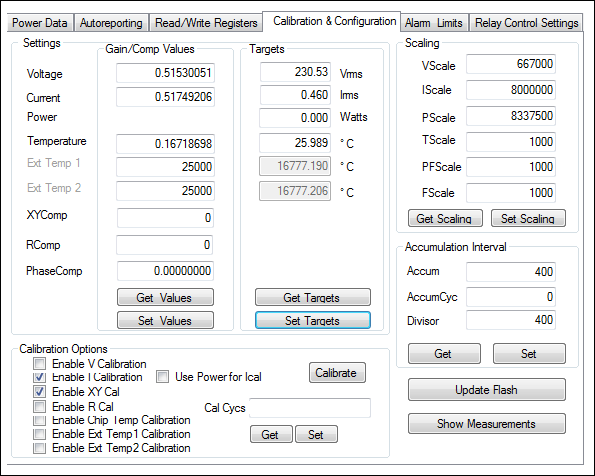 Power Data Autoreporting Read/Write Registers Calibration & Configuration Alarm Limits Relay Control Settings
Settings Gain/Comp Values Targets
Voltage 0.51530051 230.53 Vrms
Current 0.51749206 0.460 Irms
Power 0.000 Watts
Temperature 0.16718698 25.989 ° C
Ext Temp 1 25000 16777.190 ° C
Ext Temp 2 25000 16777.206 ° C
XYComp 0
RComp 0
PhaseComp 0.00000000
Get Values Get Targets
Set Values Set Targets
Scaling
VScale 667000
IScale 8000000
PScale 8337500
TScale 1000
PFScale 1000
FScale 1000
Get Scaling Set Scaling
Accumulation Interval
Accum 400
AccumCyc 0
Divisor 400
Get Set
Calibration Options
Enable V Calibration
Enable I Calibration Use Power for Ical Calibrate
Enable XY Cal
Enable R Cal Cal Cycs
Enable Chip Temp Calibration
Enable Ext Temp1 Calibration Get Set
Enable Ext Temp2 Calibration
Update Flash
Show Measurements